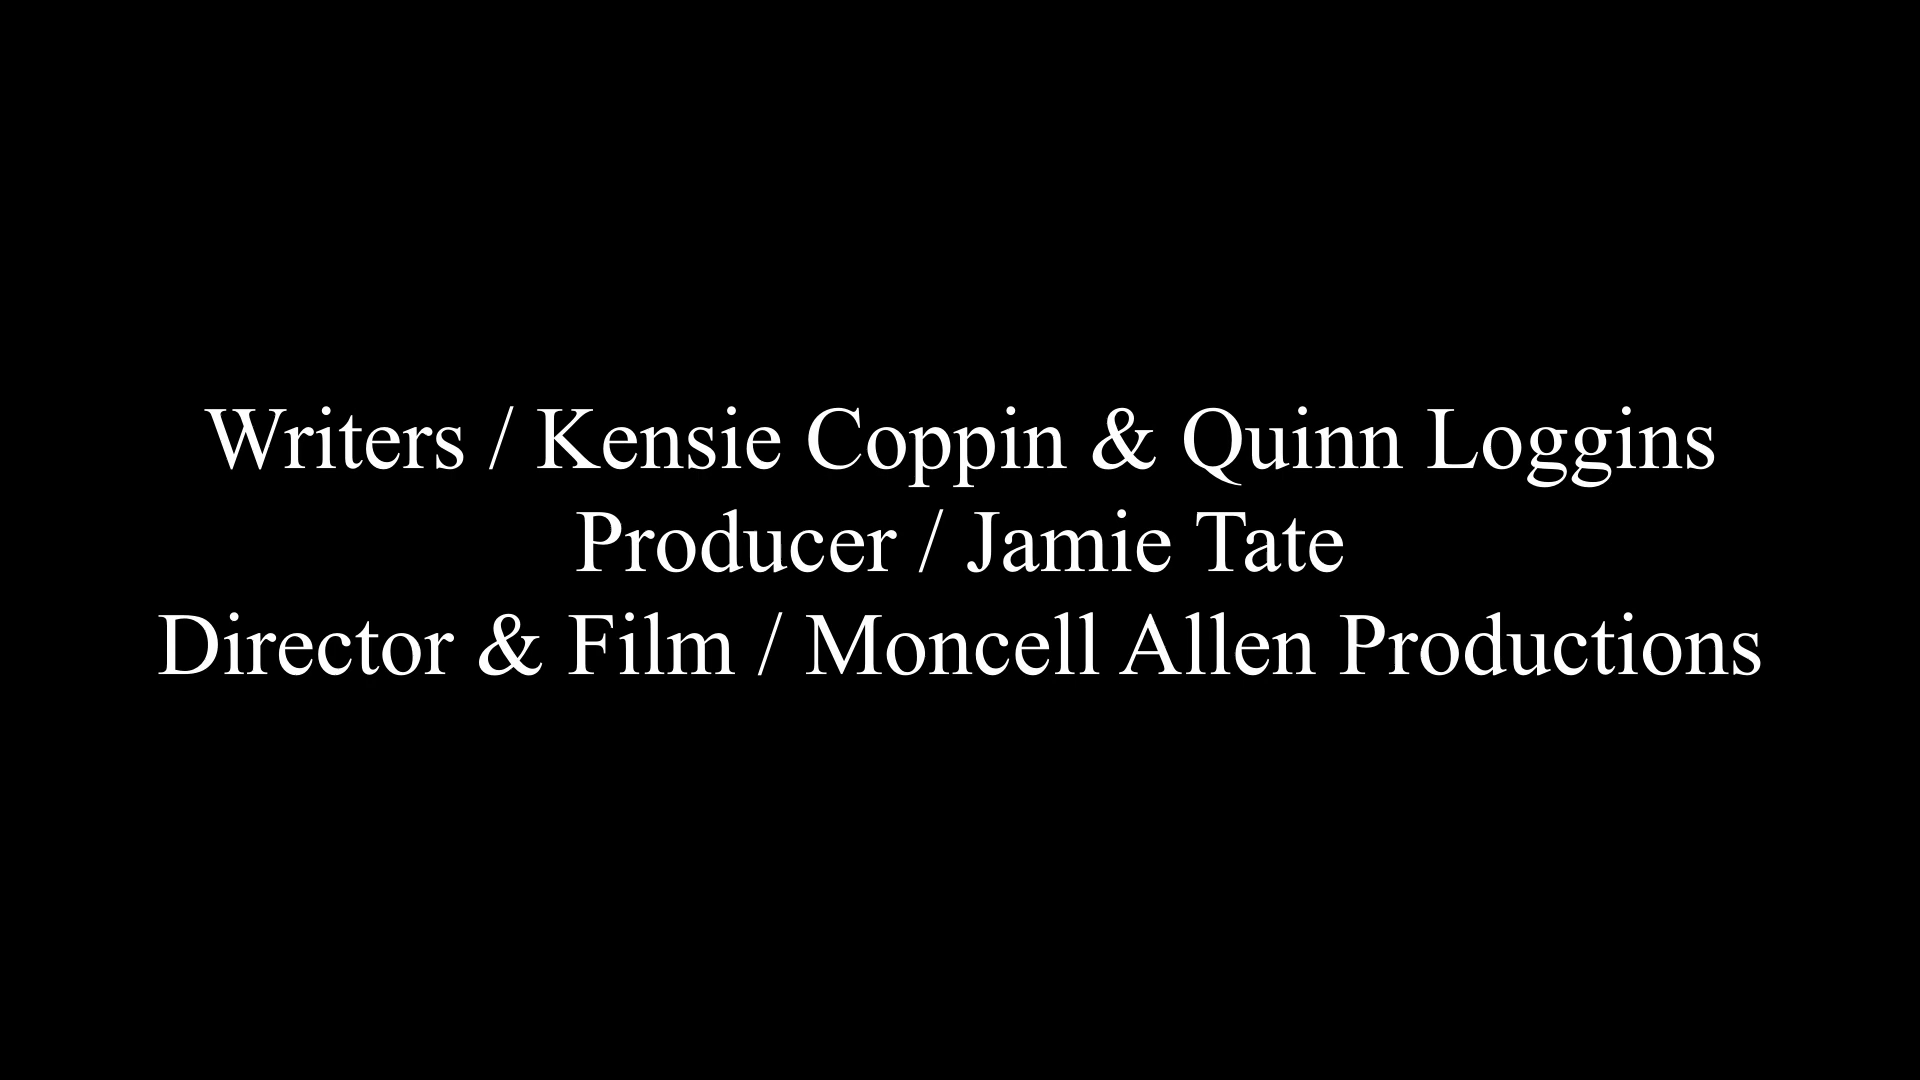 Writers / Kensie Coppin & Quinn Loggins
Producer / Jamie Tate
Director & Film / Moncell Allen Productions